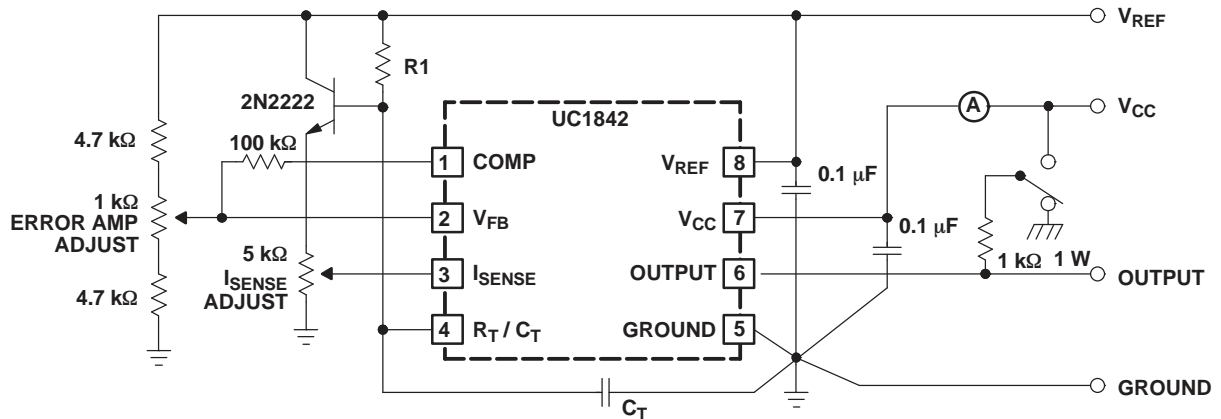 VREF
R1
2N2222
UC1842
A
VCC
4.7 kΩ
100 kΩ
1
COMP
VREF
8
0.1 μF
1 kΩ
ERROR AMP
ADJUST
2
VFB
VCC
7
0.1 μF
5 kΩ
ISENSE
ADJUST
3
ISENSE
OUTPUT
6
1 kΩ
1 W
OUTPUT
4.7 kΩ
4
RT / CT
GROUND
5
CT
GROUND